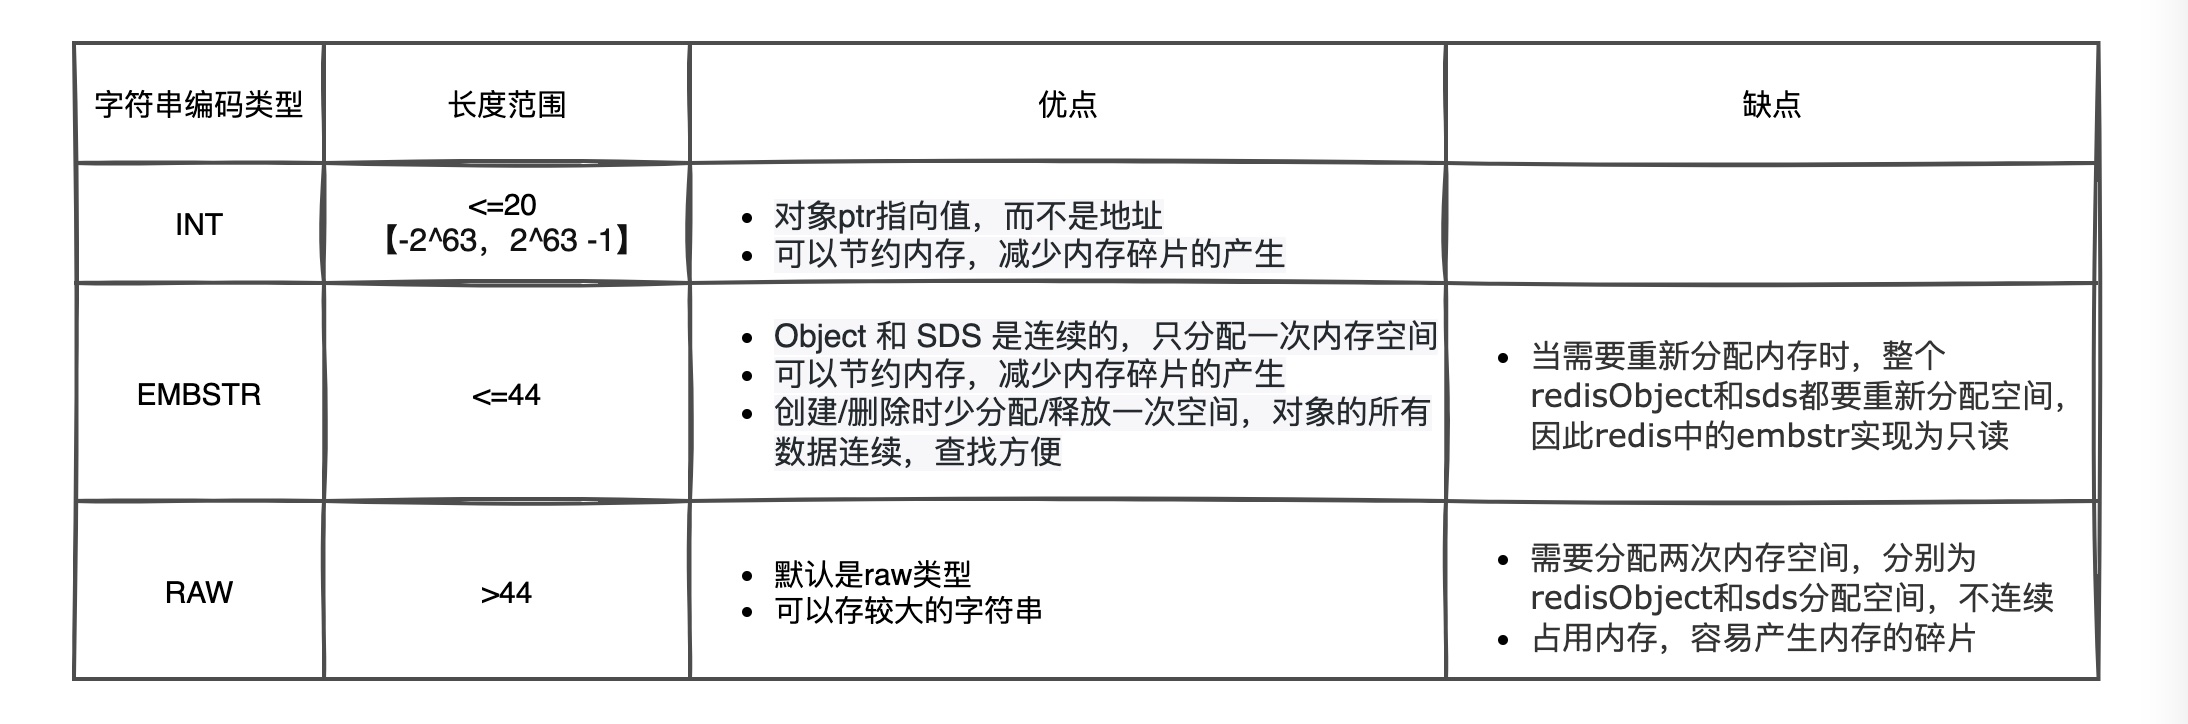 字符串编码类型
长度范围
优点
缺点
INT
<=20
【-2^63，2^63 -1】
对象ptr指向值，而不是地址
可以节约内存，减少内存碎片的产生
EMBSTR
<=44
Object 和 SDS 是连续的，只分配一次内存空间
可以节约内存，减少内存碎片的产生
创建/删除时少分配/释放一次空间，对象的所有
数据连续，查找方便
当需要重新分配内存时，整个
redisObject和sds都要重新分配空间，
因此redis中的embstr实现为只读
RAW
>44
默认是raw类型
可以存较大的字符串
需要分配两次内存空间，分别为
redisObject和sds分配空间，不连续
占用内存，容易产生内存的碎片